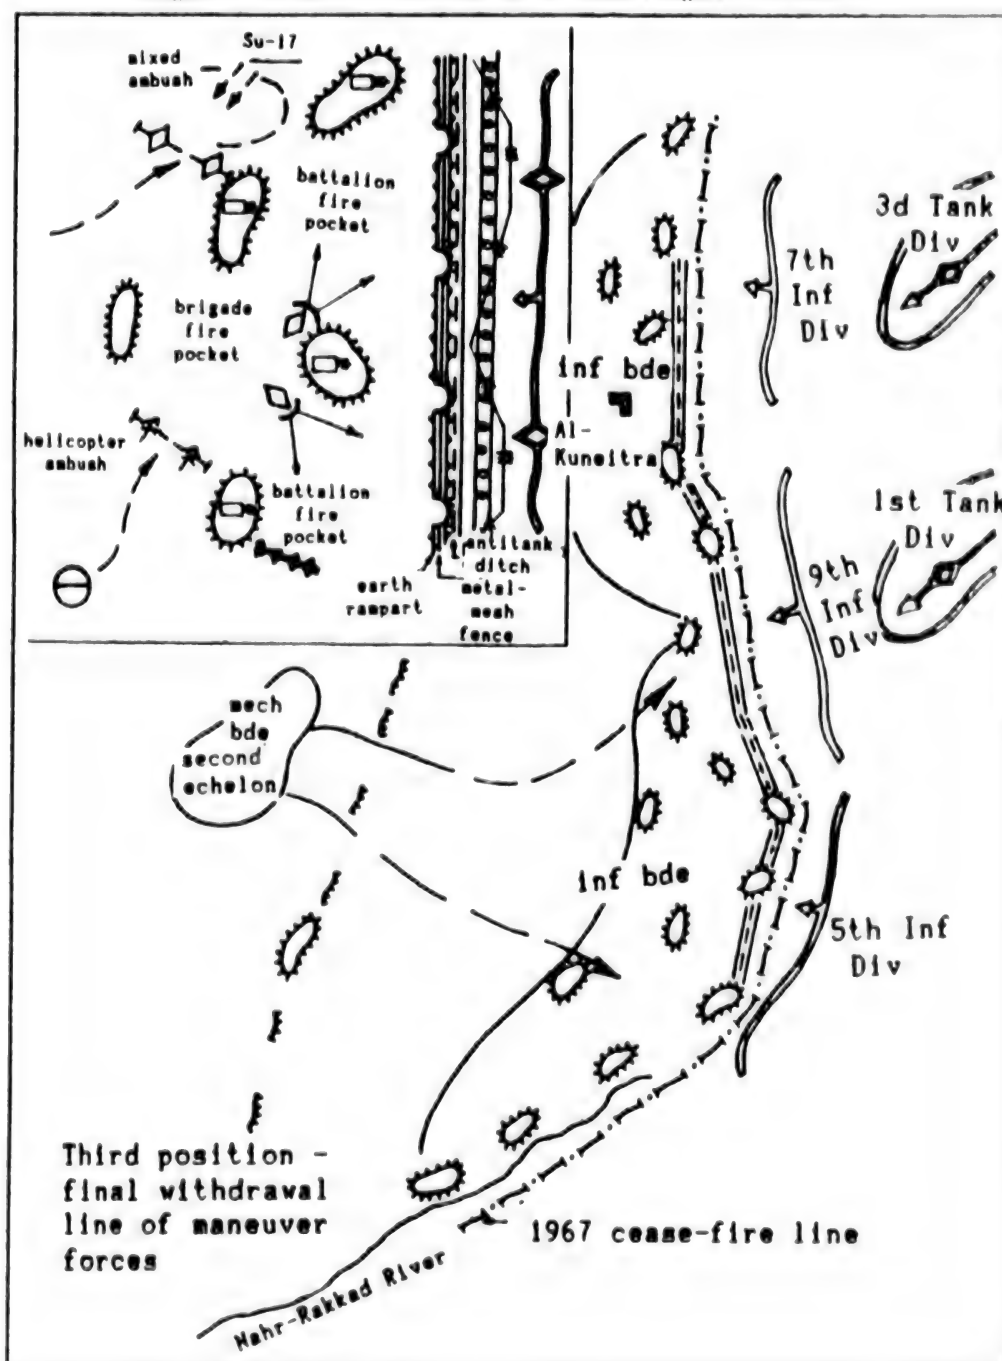 Su-17
mixed
ambush
battalion
fire
pocket
brigade
fire
pocket
helicopter
ambush
battalion
fire
pocket
earth
rampart
antitank
ditch
metal-
mesh
fence
3d Tank
Div
7th
Inf
Div
inf bde
Al-
Kuneitra
1st Tank
Div
9th
Inf
Div
mech
bde
second
echelon
inf bde
5th Inf
Div
Third position -
final withdrawal
line of maneuver
forces
1967 cease-fire line
Nahr-Rakkad River